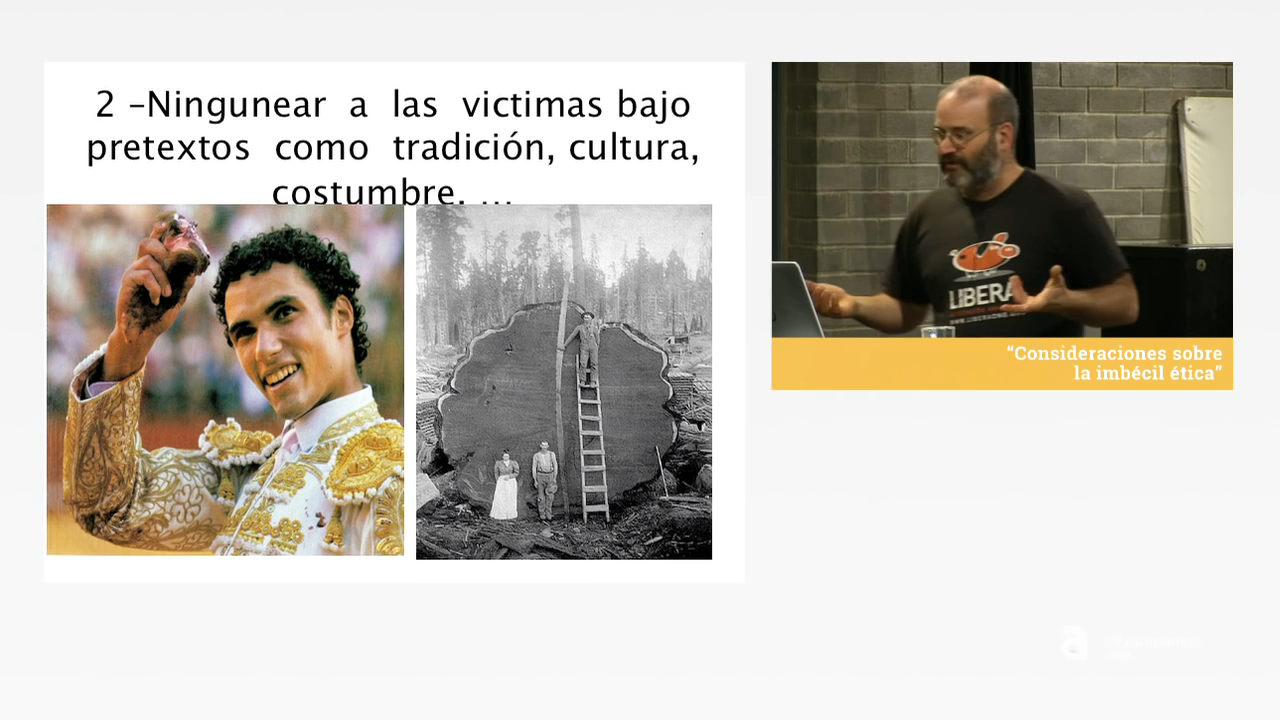 2 –Ningunear a las victimas bajo
pretextos como tradición, cultura,
costumbre, …
LIBERA
“Consideraciones sobre
la imbécil ética”